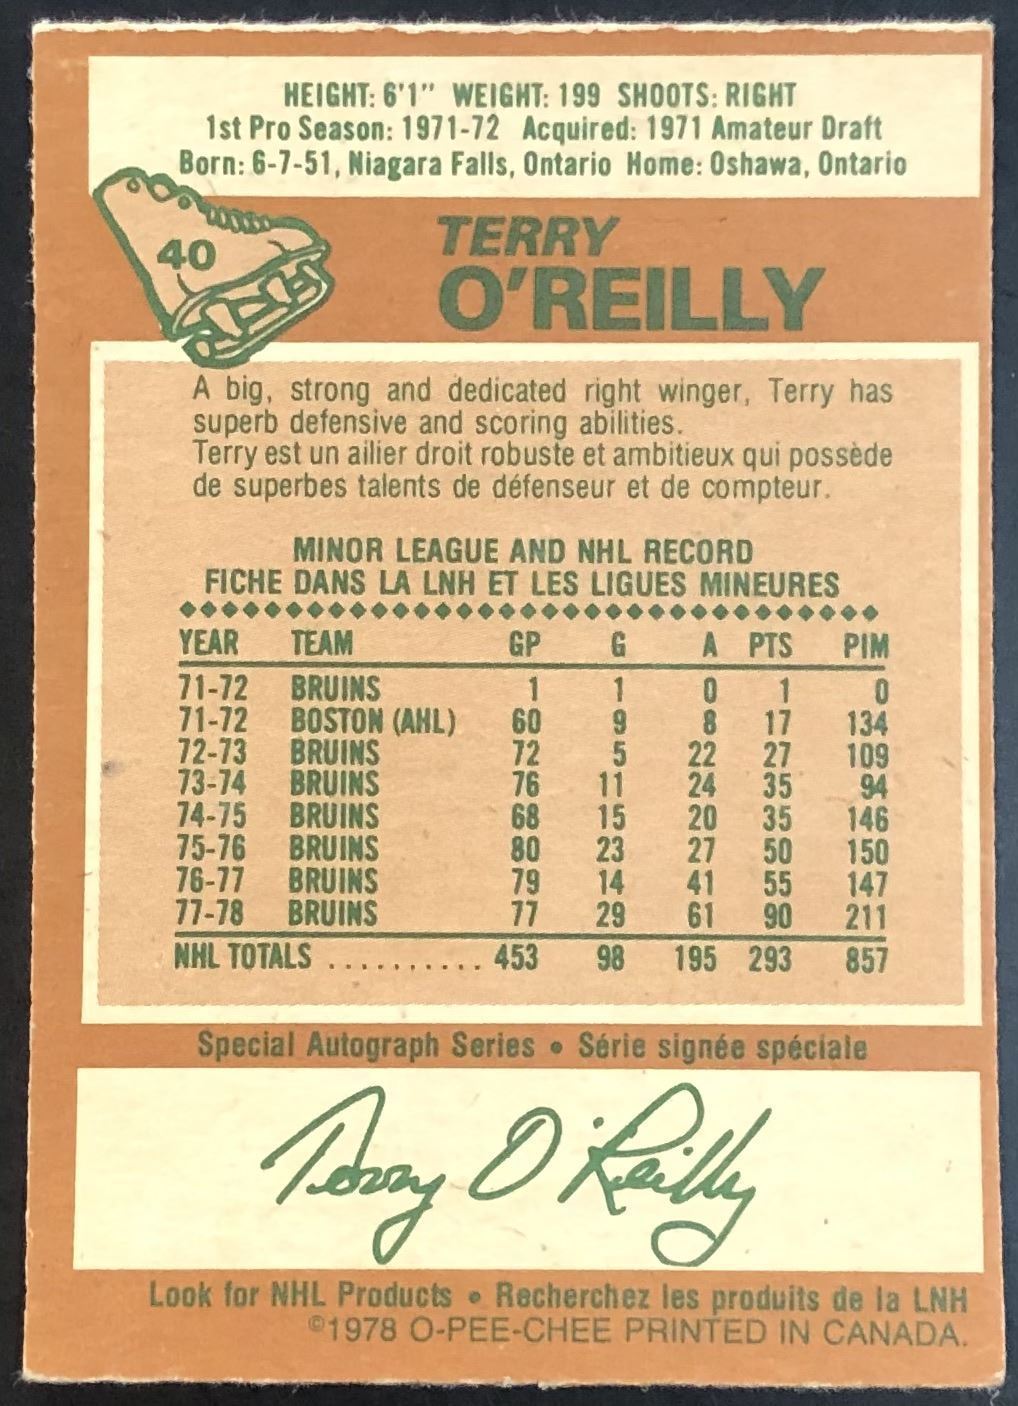 HEIGHT: 6'1" WEIGHT: 199 SHOOTS: RIGHT
1st Pro Season: 1971-72 Acquired: 1971 Amateur Draft
Born: 6-7-51, Niagara Falls, Ontario Home: Oshawa, Ontario
40
TERRY
O'REILLY
A big, strong and dedicated right winger, Terry has
superb defensive and scoring abilities.
Terry est un ailier droit robuste et ambitieux qui possède
de superbes talents de défenseur et de compteur.
MINOR LEAGUE AND NHL RECORD
FICHE DANS LA LNH ET LES LIGUES MINEURES
YEAR TEAM GP G A PTS PIM
71-72 BRUINS 1 1 0 1 0
71-72 BOSTON (AHL) 60 9 8 17 134
72-73 BRUINS 72 5 22 27 109
73-74 BRUINS 76 11 24 35 94
74-75 BRUINS 68 15 20 35 146
75-76 BRUINS 80 23 27 50 150
76-77 BRUINS 79 14 41 55 147
77-78 BRUINS 77 29 61 90 211
NHL TOTALS .......... 453 98 195 293 857
Special Autograph Series • Série signée spéciale
Terry O'Reilly
Look for NHL Products • Recherchez les produits de la LNH
©1978 O-PEE-CHEE PRINTED IN CANADA.